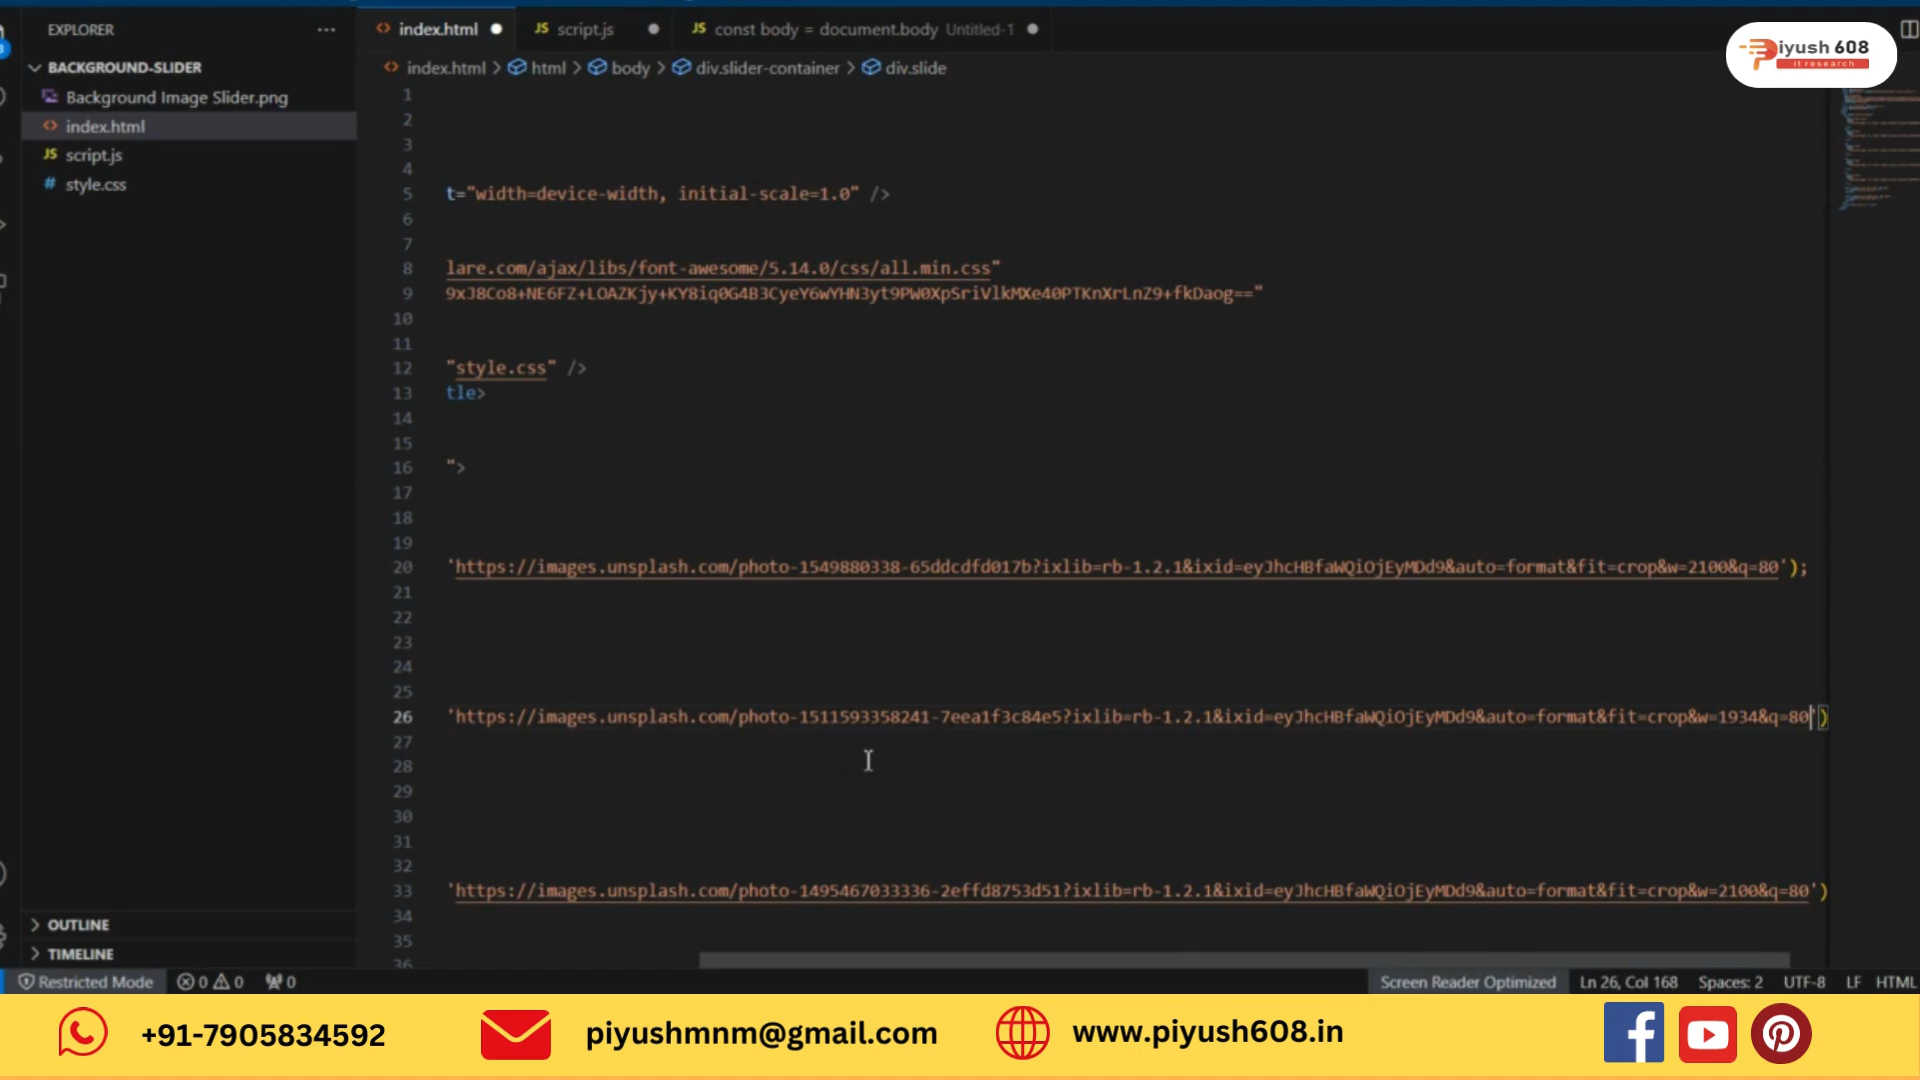 EXPLORER
BACKGROUND-SLIDER
Background Image Slider.png
index.html
script.js
style.css
OUTLINE
TIMELINE
index.html
JS script.js
JS const body = document.body Untitled-1
index.html > html > body > div.slider-container > div.slide
iyush 608
it research
1
2
3
4
5 t="width=device-width, initial-scale=1.0" />
6
7
8 lare.com/ajax/libs/font-awesome/5.14.0/css/all.min.css"
9 9xJ8Co8+NE6FZ+LOAZKjy+KY8iq0G4B3CyeY6wYHN3yt9PW0XpSriVlkMXe40PTKnXrLnZ9+fkDaog=="
10
11
12 "style.css" />
13 tle>
14
15
16 ">
17
18
19
20 'https://images.unsplash.com/photo-1549880338-65ddcdfd017b?ixlib=rb-1.2.1&ixid=eyJhcHBfaWQiOjEyMDd9&auto=format&fit=crop&w=2100&q=80');
21
22
23
24
25
26 'https://images.unsplash.com/photo-1511593358241-7eea1f3c84e5?ixlib=rb-1.2.1&ixid=eyJhcHBfaWQiOjEyMDd9&auto=format&fit=crop&w=1934&q=80')
27
28
29
30
31
32
33 'https://images.unsplash.com/photo-1495467033336-2effd8753d51?ixlib=rb-1.2.1&ixid=eyJhcHBfaWQiOjEyMDd9&auto=format&fit=crop&w=2100&q=80')
34
35
36
Restricted Mode 0 0 0 Screen Reader Optimized Ln 26, Col 168 Spaces: 2 UTF-8 LF HTML
+91-7905834592 piyushmnm@gmail.com www.piyush608.in